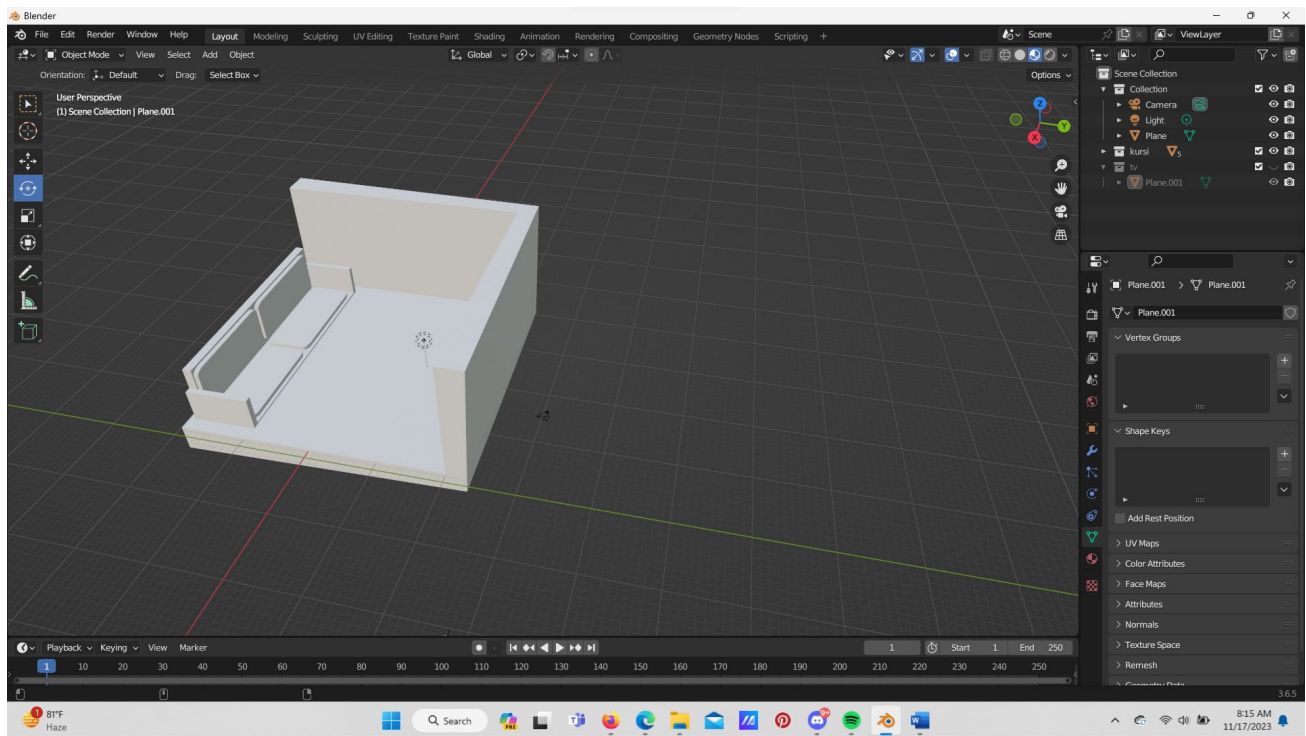 Blender
File Edit Render Window Help Layout Modeling Sculpting UV Editing Texture Paint Shading Animation Rendering Compositing Geometry Nodes Scripting + Scene ViewLayer
Object Mode View Select Add Object Global
Orientation: Default Drag: Select Box Options
User Perspective
(1) Scene Collection | Plane.001
Z
Y
X
Scene Collection
Collection
Camera
Light
Plane
kursi 5
tv
Plane.001
Plane.001 > Plane.001
Plane.001
Vertex Groups
Shape Keys
Add Rest Position
UV Maps
Color Attributes
Face Maps
Attributes
Normals
Texture Space
Remesh
Geometry Data
Playback Keying View Marker 1 Start 1 End 250
1 10 20 30 40 50 60 70 80 90 100 110 120 130 140 150 160 170 180 190 200 210 220 230 240 250
3.6.5
1 81°F
Haze
Search
PRE
9+
8:15 AM
11/17/2023